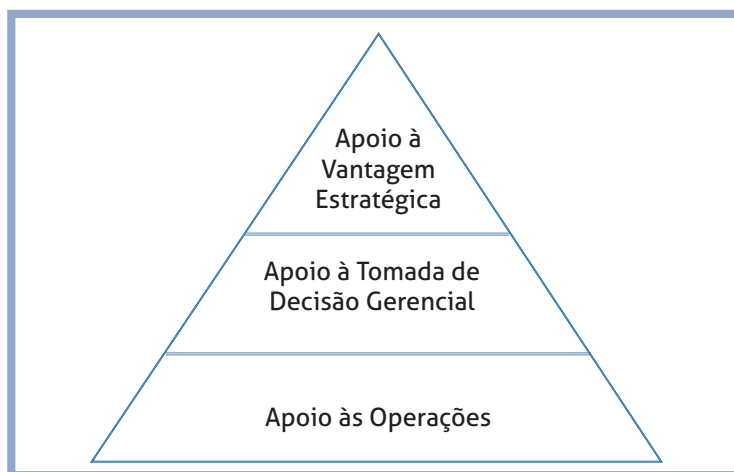 Apoio à
Vantagem
Estratégica
Apoio à Tomada de
Decisão Gerencial
Apoio às Operações